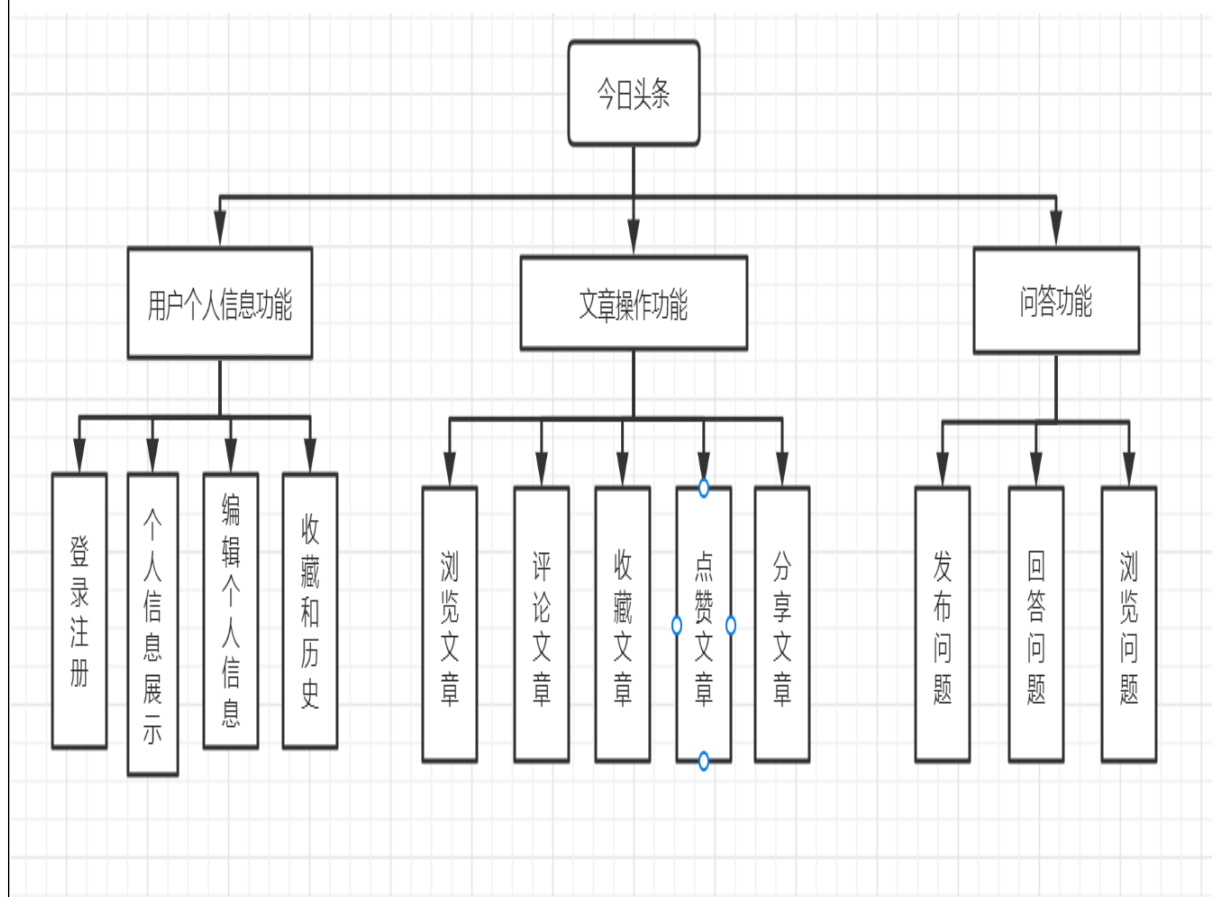 今日头条
用户个人信息功能
文章操作功能
问答功能
登录注册
个人信息展示
编辑个人信息
收藏和历史
浏览文章
评论文章
收藏文章
点赞文章
分享文章
发布问题
回答问题
浏览问题